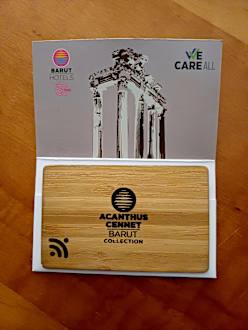 BARUT
HOTELS
WE
CARE ALL
ACANTHUS
CENNET
BARUT
COLLECTION